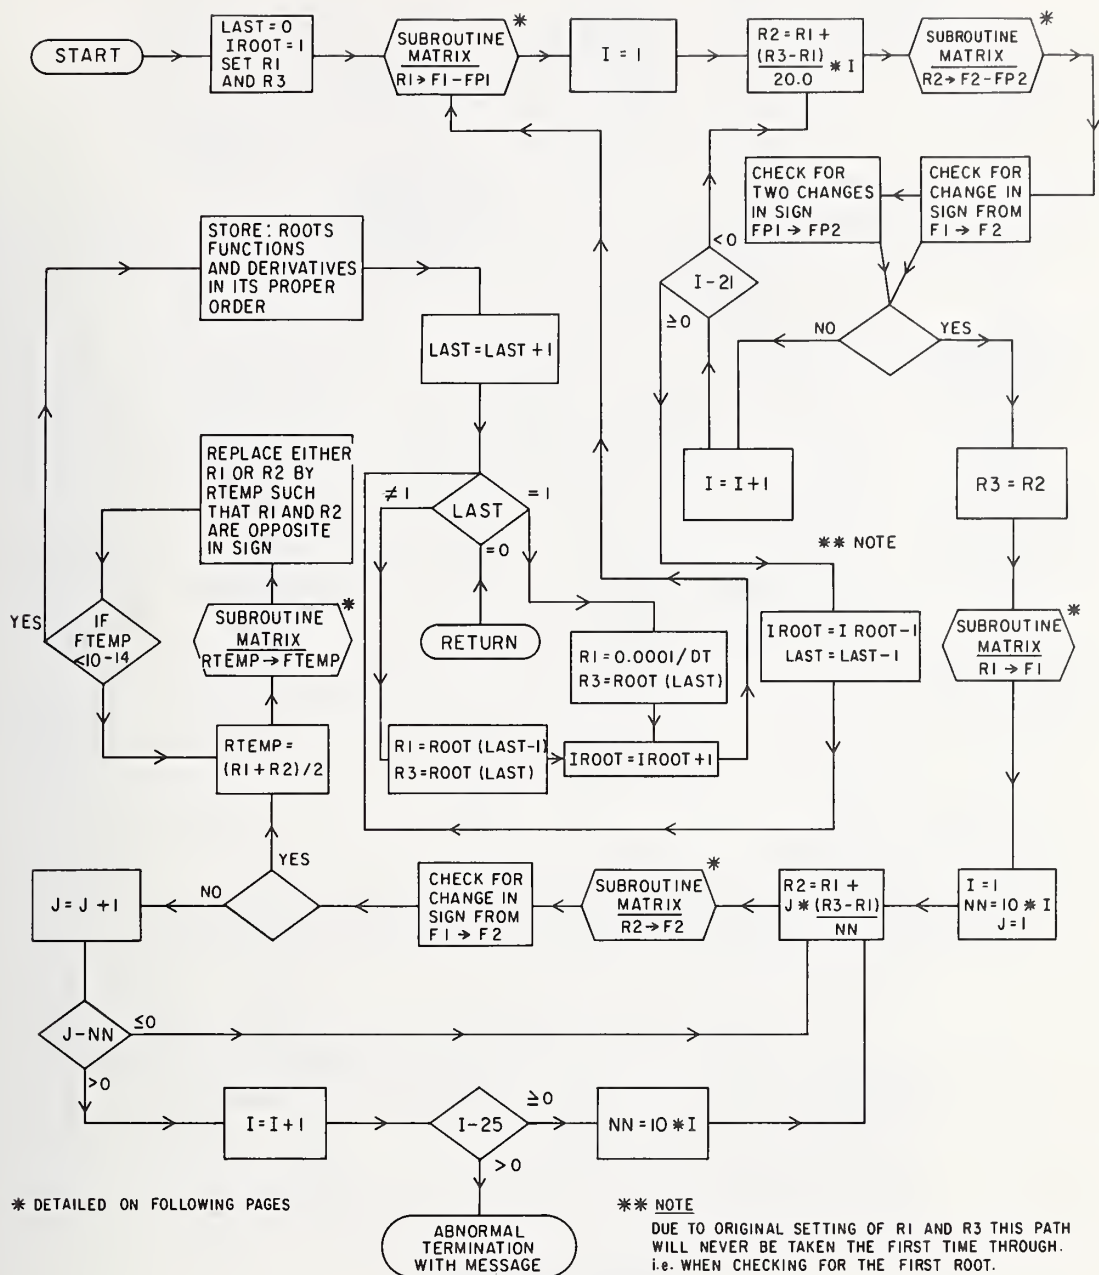 START
LAST=0
IROOT=1
SET R1
AND R3
SUBROUTINE
MATRIX
R1→F1-FP1
*
I = 1
R2=R1+
(R3-R1)
20.0
* I
SUBROUTINE
MATRIX
R2→F2-FP2
*
CHECK FOR
TWO CHANGES
IN SIGN
FP1→FP2
CHECK FOR
CHANGE IN
SIGN FROM
F1→F2
STORE: ROOTS
FUNCTIONS
AND DERIVATIVES
IN ITS PROPER
ORDER
<0
I-21
≥0
NO
YES
LAST=LAST+1
REPLACE EITHER
R1 OR R2 BY
RTEMP SUCH
THAT R1 AND R2
ARE OPPOSITE
IN SIGN
≠1
LAST
=1
=0
I=I+1
R3=R2
** NOTE
YES
IF
FTEMP
<10-14
SUBROUTINE
MATRIX
RTEMP→FTEMP
*
RETURN
R1=0.0001/DT
R3=ROOT (LAST)
IROOT=I ROOT-1
LAST=LAST-1
SUBROUTINE
MATRIX
R1→F1
*
RTEMP=
(R1+R2)/2
R1=ROOT (LAST-1)
R3=ROOT (LAST)
IROOT=IROOT+1
YES
J=J+1
NO
CHECK FOR
CHANGE IN
SIGN FROM
F1→F2
SUBROUTINE
MATRIX
R2→F2
*
R2=R1+
J*(R3-R1)
NN
I=1
NN=10*I
J=1
J-NN
≤0
>0
I=I+1
I-25
≧0
>0
NN=10*I
* DETAILED ON FOLLOWING PAGES
ABNORMAL
TERMINATION
WITH MESSAGE
** NOTE
DUE TO ORIGINAL SETTING OF R1 AND R3 THIS PATH
WILL NEVER BE TAKEN THE FIRST TIME THROUGH.
i.e. WHEN CHECKING FOR THE FIRST ROOT.